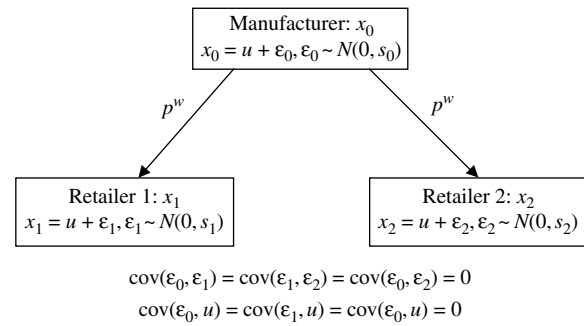 Manufacturer: x₀
x₀ = u + ε₀, ε₀ ~ N(0, s₀)
pʷ
pʷ
Retailer 1: x₁
x₁ = u + ε₁, ε₁ ~ N(0, s₁)
Retailer 2: x₂
x₂ = u + ε₂, ε₂ ~ N(0, s₂)
cov(ε₀, ε₁) = cov(ε₁, ε₂) = cov(ε₀, ε₂) = 0
cov(ε₀, u) = cov(ε₁, u) = cov(ε₀, u) = 0